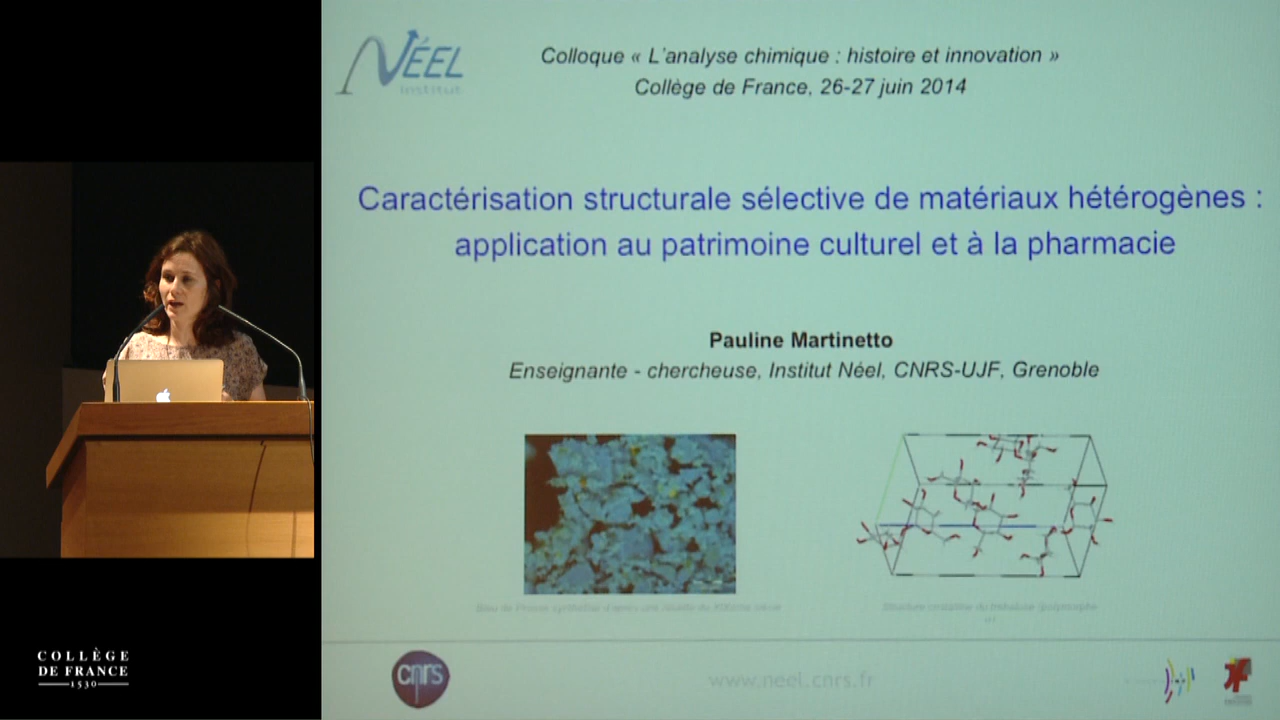 NÉEL
institut
Colloque « L'analyse chimique : histoire et innovation »
Collège de France, 26-27 juin 2014
Caractérisation structurale sélective de matériaux hétérogènes :
application au patrimoine culturel et à la pharmacie
Pauline Martinetto
Enseignante - chercheuse, Institut Néel, CNRS-UJF, Grenoble
cnrs
www.neel.cnrs.fr
COLLÈGE
DE FRANCE
1530